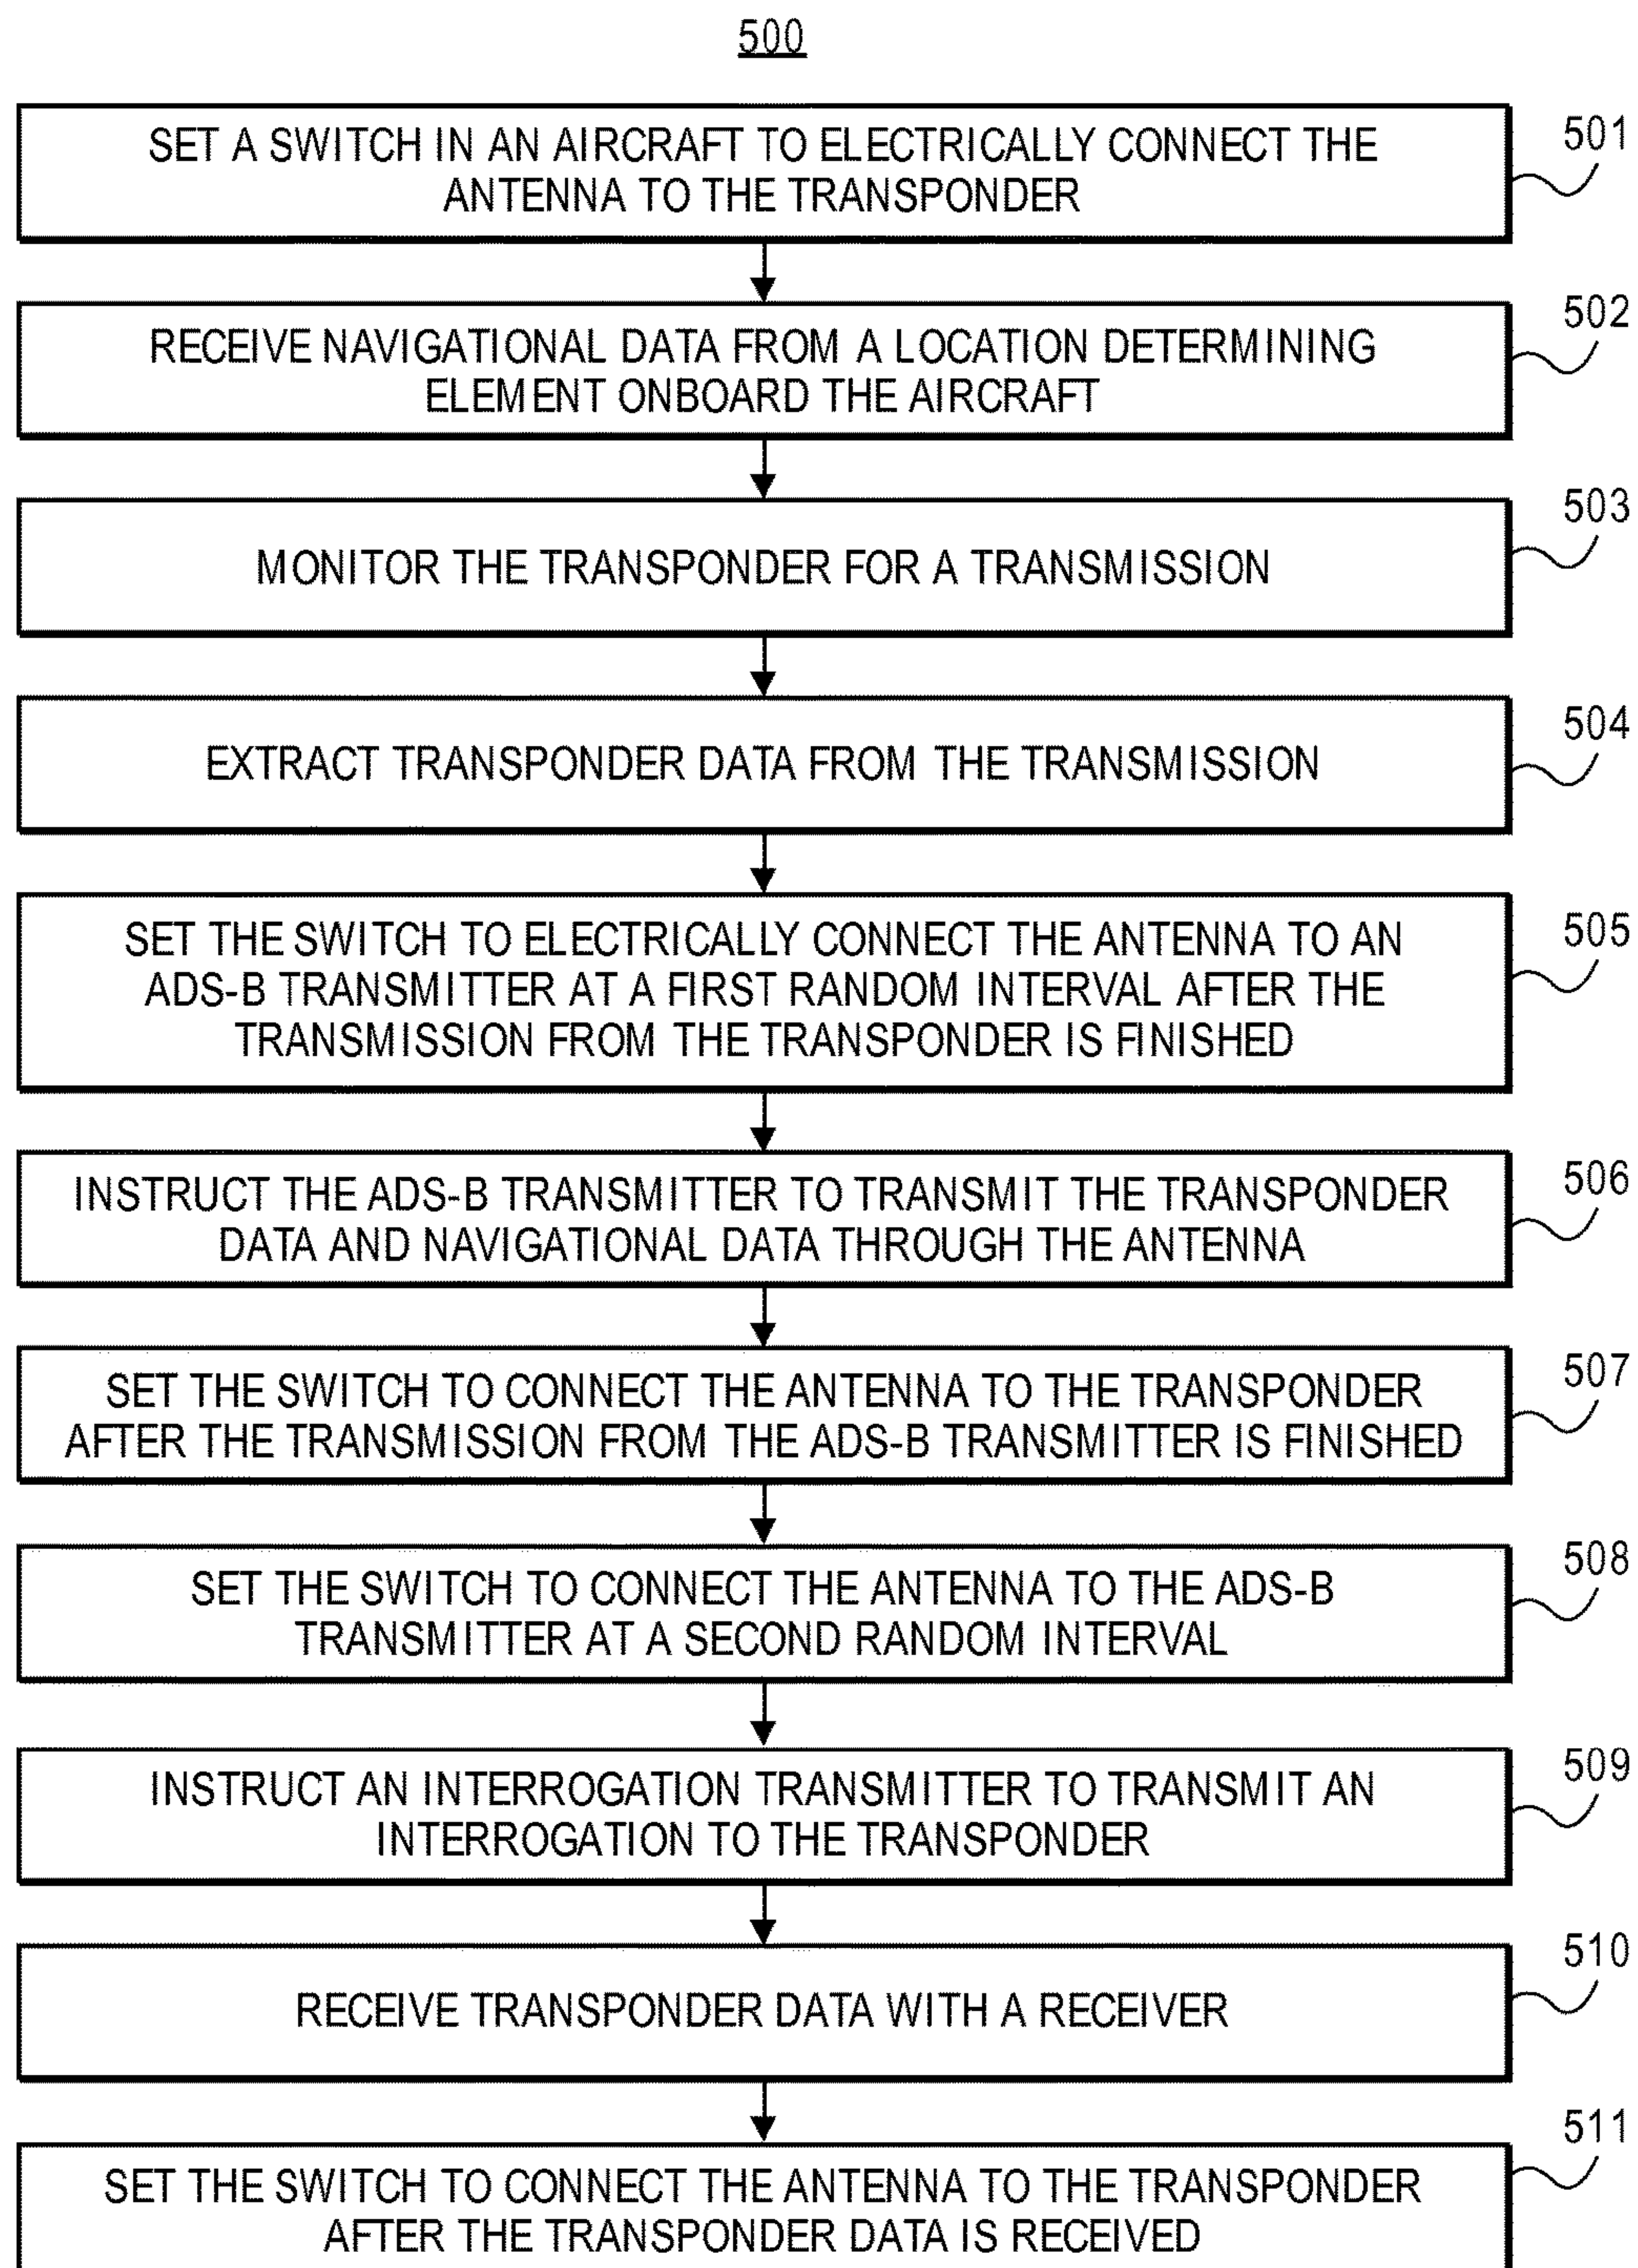 500
SET A SWITCH IN AN AIRCRAFT TO ELECTRICALLY CONNECT THE
ANTENNA TO THE TRANSPONDER
501
RECEIVE NAVIGATIONAL DATA FROM A LOCATION DETERMINING
ELEMENT ONBOARD THE AIRCRAFT
502
MONITOR THE TRANSPONDER FOR A TRANSMISSION
503
EXTRACT TRANSPONDER DATA FROM THE TRANSMISSION
504
SET THE SWITCH TO ELECTRICALLY CONNECT THE ANTENNA TO AN
ADS-B TRANSMITTER AT A FIRST RANDOM INTERVAL AFTER THE
TRANSMISSION FROM THE TRANSPONDER IS FINISHED
505
INSTRUCT THE ADS-B TRANSMITTER TO TRANSMIT THE TRANSPONDER
DATA AND NAVIGATIONAL DATA THROUGH THE ANTENNA
506
SET THE SWITCH TO CONNECT THE ANTENNA TO THE TRANSPONDER
AFTER THE TRANSMISSION FROM THE ADS-B TRANSMITTER IS FINISHED
507
SET THE SWITCH TO CONNECT THE ANTENNA TO THE ADS-B
TRANSMITTER AT A SECOND RANDOM INTERVAL
508
INSTRUCT AN INTERROGATION TRANSMITTER TO TRANSMIT AN
INTERROGATION TO THE TRANSPONDER
509
RECEIVE TRANSPONDER DATA WITH A RECEIVER
510
SET THE SWITCH TO CONNECT THE ANTENNA TO THE TRANSPONDER
AFTER THE TRANSPONDER DATA IS RECEIVED
511